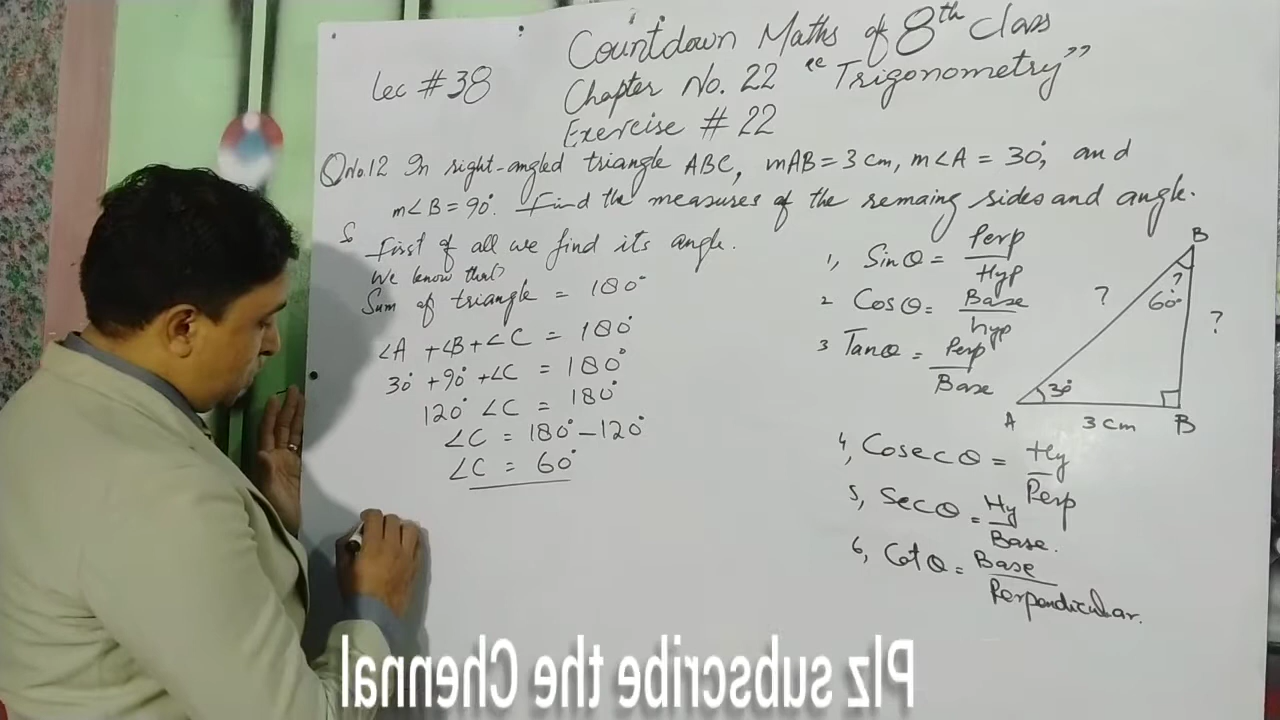 Countdown Maths of 8th Class
Lec # 38
Chapter No. 22 "Trigonometry"
Exercise # 22
QNo.12 In right-angled triangle ABC, mAB = 3 cm, m∠A = 30°, and
m∠B = 90°. Find the measures of the remaing sides and angle.
First of all we find its angle.
We know that
Sum of triangle = 180°
∠A + ∠B + ∠C = 180°
30° + 90° + ∠C = 180°
120° ∠C = 180°
∠C = 180° - 120°
∠C = 60°
1, Sinθ = Perp / Hyp
2 Cosθ = Base / hyp
3 Tanθ = Perp / Base
B
?
60°
?
?
30°
A
3 cm
B
4, Cosecθ = Hy / Perp
5, Secθ = Hy / Base.
6, Cotθ = Base / Perpendicular.
Plz subscribe the Chennal